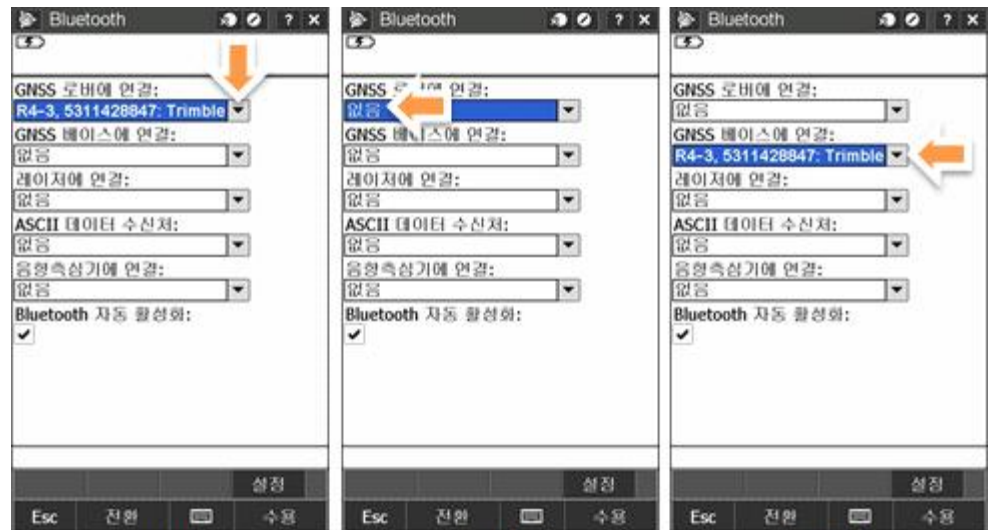 Bluetooth ? ×
GNSS 로버에 연결:
R4-3, 5311428847: Trimble
GNSS 베이스에 연결:
없음
레이저에 연결:
없음
ASCII 데이터 수신처:
없음
음향측심기에 연결:
없음
Bluetooth 자동 활성화:
설정
Esc 전환 수용
Bluetooth ? ×
GNSS 연결:
없음
GNSS 베이스에 연결:
없음
레이저에 연결:
없음
ASCII 데이터 수신처:
없음
음향측심기에 연결:
없음
Bluetooth 자동 활성화:
설정
Esc 전환 수용
Bluetooth ? ×
GNSS 로버에 연결:
없음
GNSS 베이스에 연결:
R4-3, 5311428847: Trimble
레이저에 연결:
없음
ASCII 데이터 수신처:
없음
음향측심기에 연결:
없음
Bluetooth 자동 활성화:
설정
Esc 전환 수용